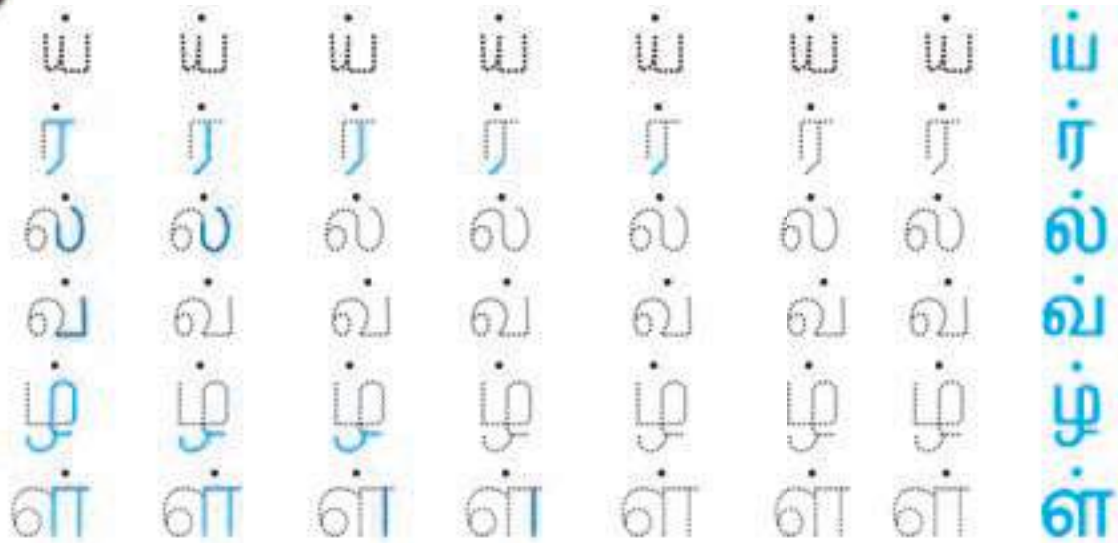 ய் ய் ய் ய் ய் ய் ய் ய்
ர் ர் ர் ர் ர் ர் ர் ர்
ல் ல் ல் ல் ல் ல் ல் ல்
வ் வ் வ் வ் வ் வ் வ் வ்
ழ் ழ் ழ் ழ் ழ் ழ் ழ் ழ்
ள் ள் ள் ள் ள் ள் ள் ள்